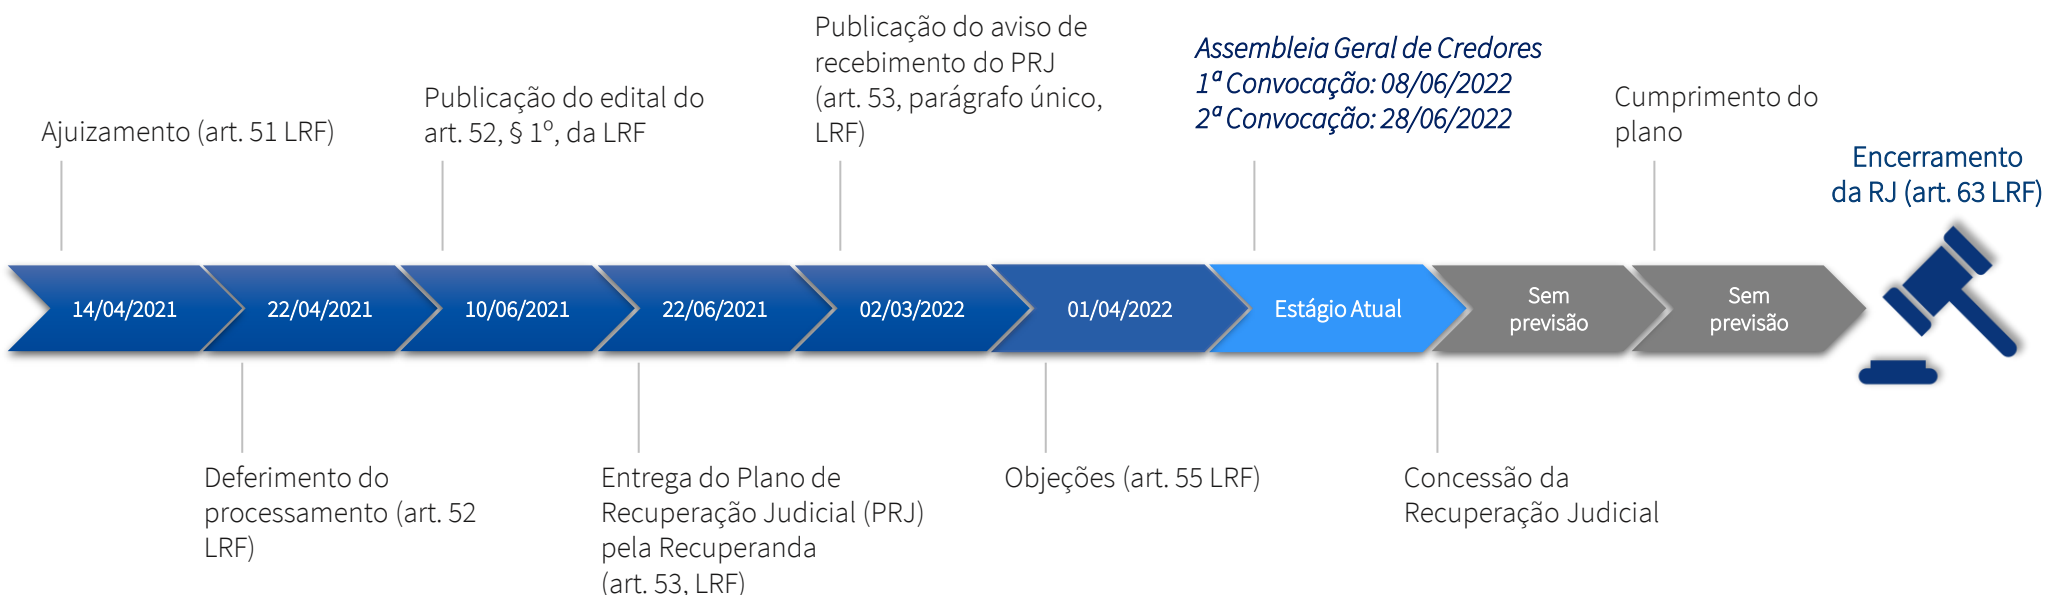 Ajuizamento (art. 51 LRF)
Publicação do edital do
art. 52, § 1º, da LRF
Publicação do aviso de
recebimento do PRJ
(art. 53, parágrafo único,
LRF)
Assembleia Geral de Credores
1ª Convocação: 08/06/2022
2ª Convocação: 28/06/2022
Cumprimento do
plano
Encerramento
da RJ (art. 63 LRF)
14/04/2021
22/04/2021
10/06/2021
22/06/2021
02/03/2022
01/04/2022
Estágio Atual
Sem
previsão
Sem
previsão
Deferimento do
processamento (art. 52
LRF)
Entrega do Plano de
Recuperação Judicial (PRJ)
pela Recuperanda
(art. 53, LRF)
Objeções (art. 55 LRF)
Concessão da
Recuperação Judicial